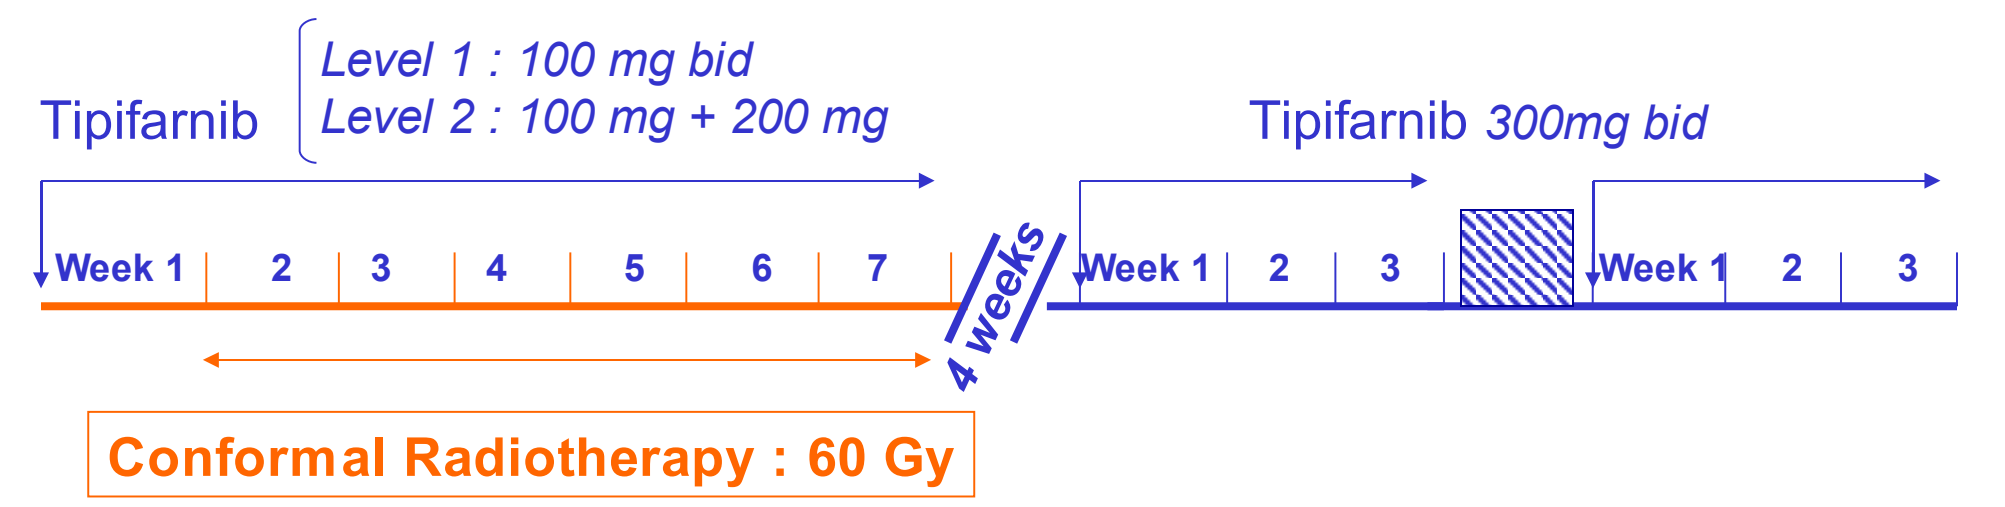 Level 1 : 100 mg bid
Tipifarnib
Level 2 : 100 mg + 200 mg
Tipifarnib 300mg bid
Week 1 2 3 4 5 6 7
4 weeks
Week 1 2 3
Week 1 2 3
Conformal Radiotherapy : 60 Gy